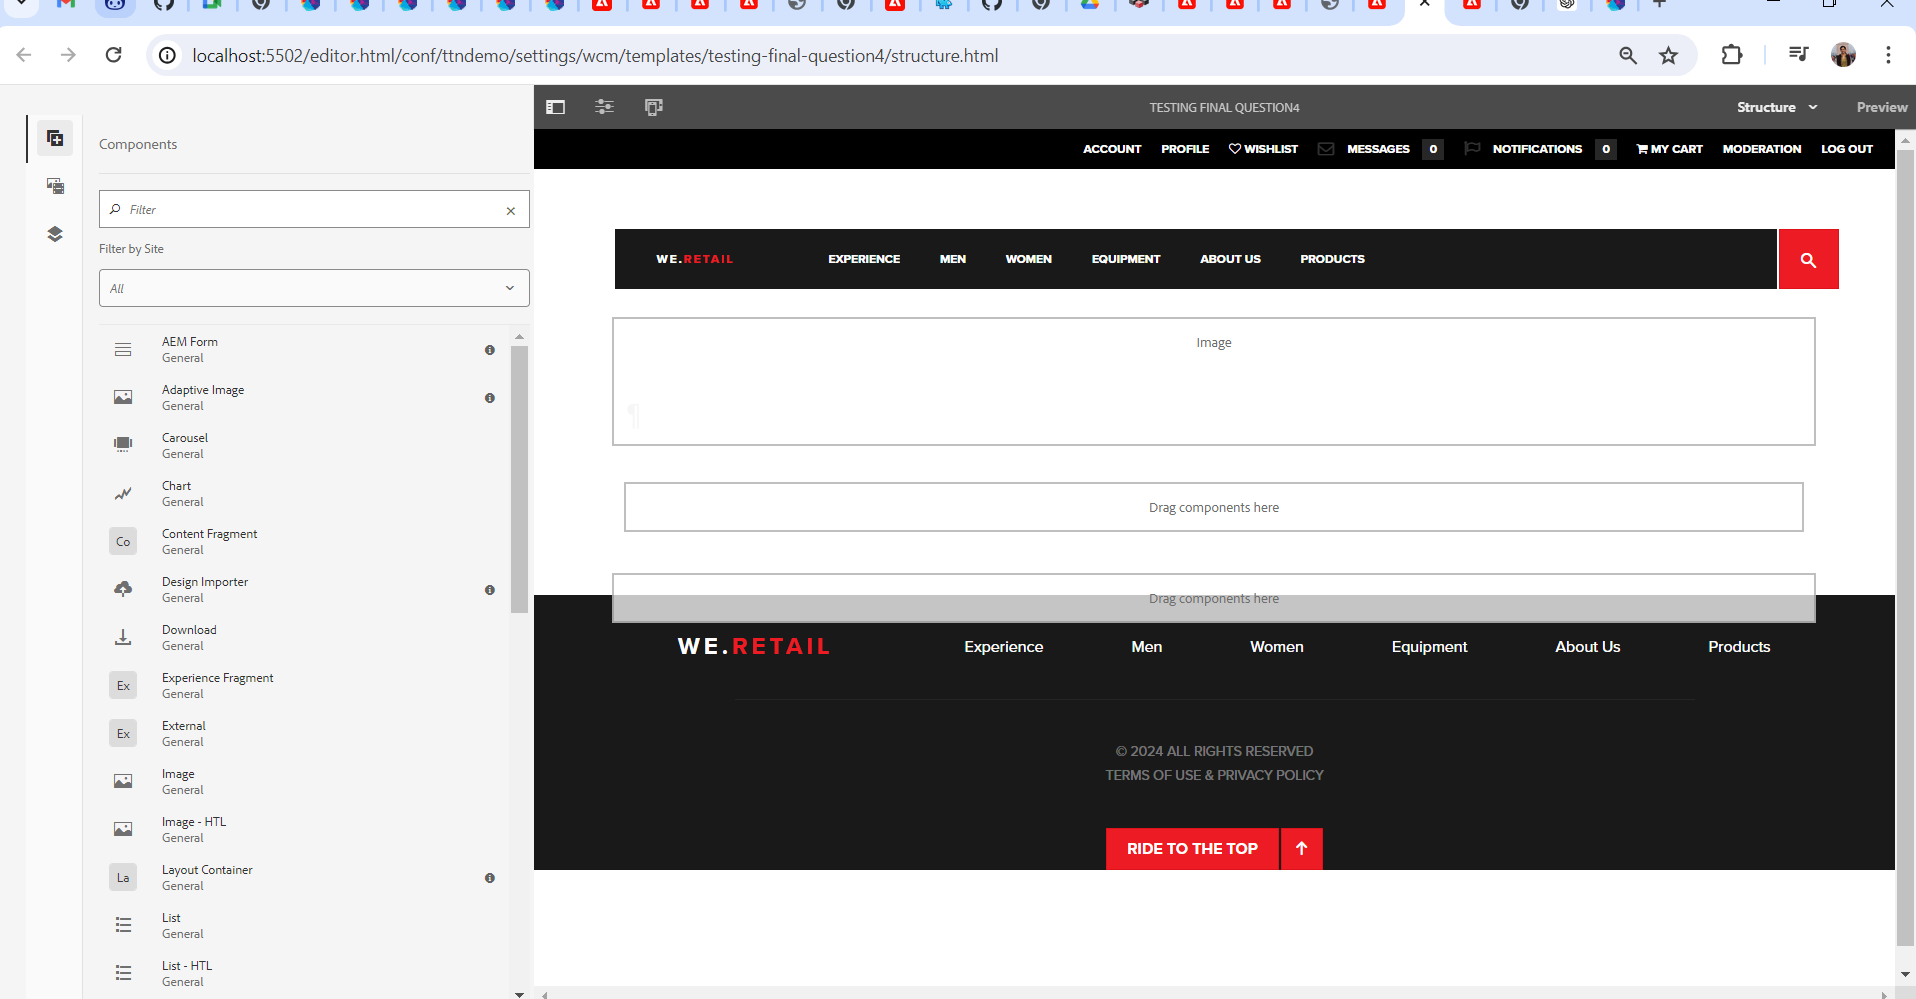 localhost:5502/editor.html/conf/ttndemo/settings/wcm/templates/testing-final-question4/structure.html
TESTING FINAL QUESTION4
Structure
Preview
Components
Filter
Filter by Site
All
AEM Form
General
Adaptive Image
General
Carousel
General
Chart
General
Co
Content Fragment
General
Design Importer
General
Download
General
Ex
Experience Fragment
General
Ex
External
General
Image
General
Image - HTL
General
La
Layout Container
General
List
General
List - HTL
General
ACCOUNT PROFILE WISHLIST MESSAGES 0 NOTIFICATIONS 0 MY CART MODERATION LOG OUT
WE.RETAIL EXPERIENCE MEN WOMEN EQUIPMENT ABOUT US PRODUCTS
Image
¶
Drag components here
Drag components here
WE.RETAIL Experience Men Women Equipment About Us Products
© 2024 ALL RIGHTS RESERVED
TERMS OF USE & PRIVACY POLICY
RIDE TO THE TOP